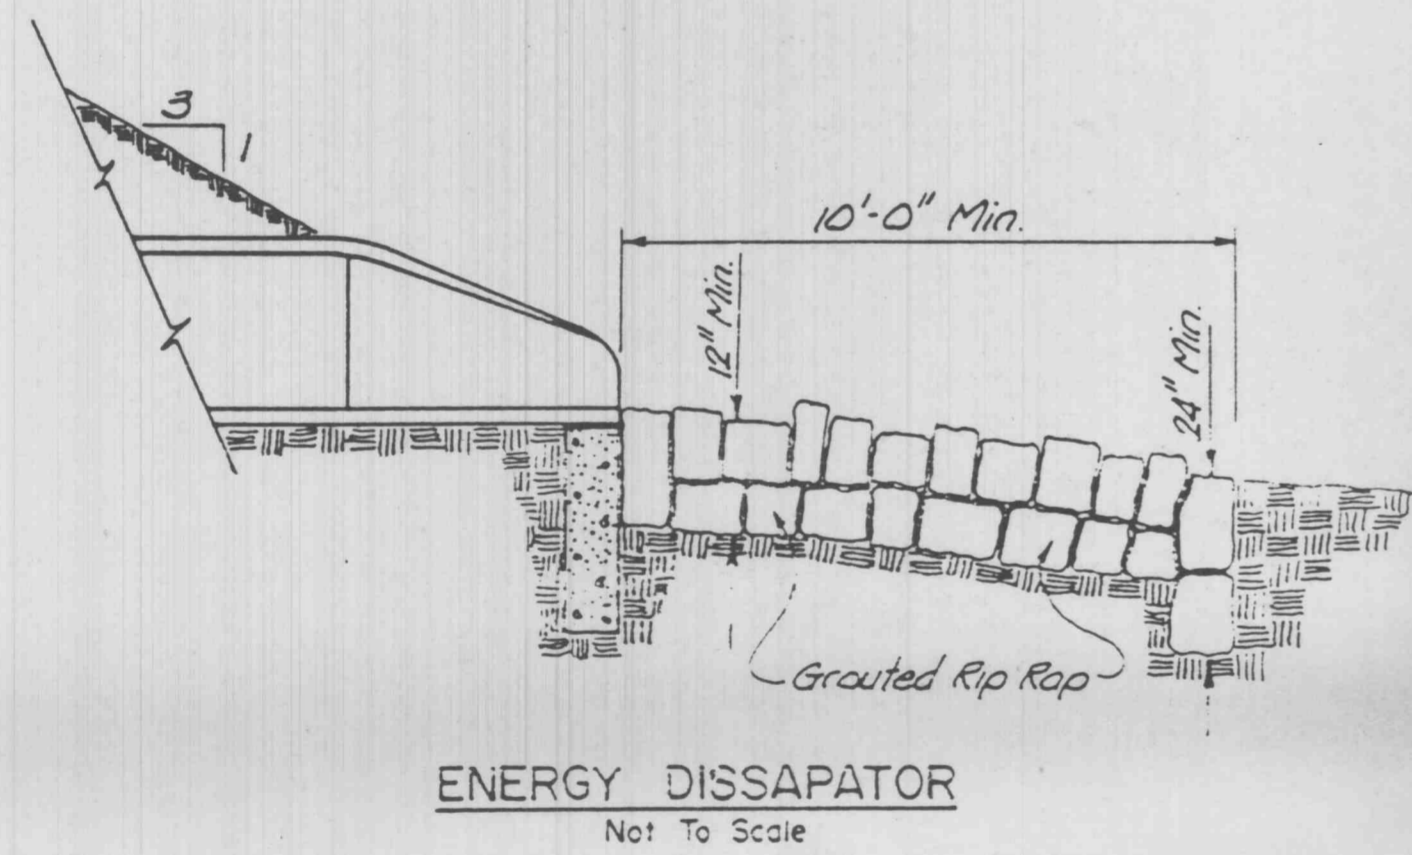 3
1
10'-0" Min.
12" Min.
24" Min.
Grouted Rip Rap
ENERGY DISSAPATOR
Not To Scale